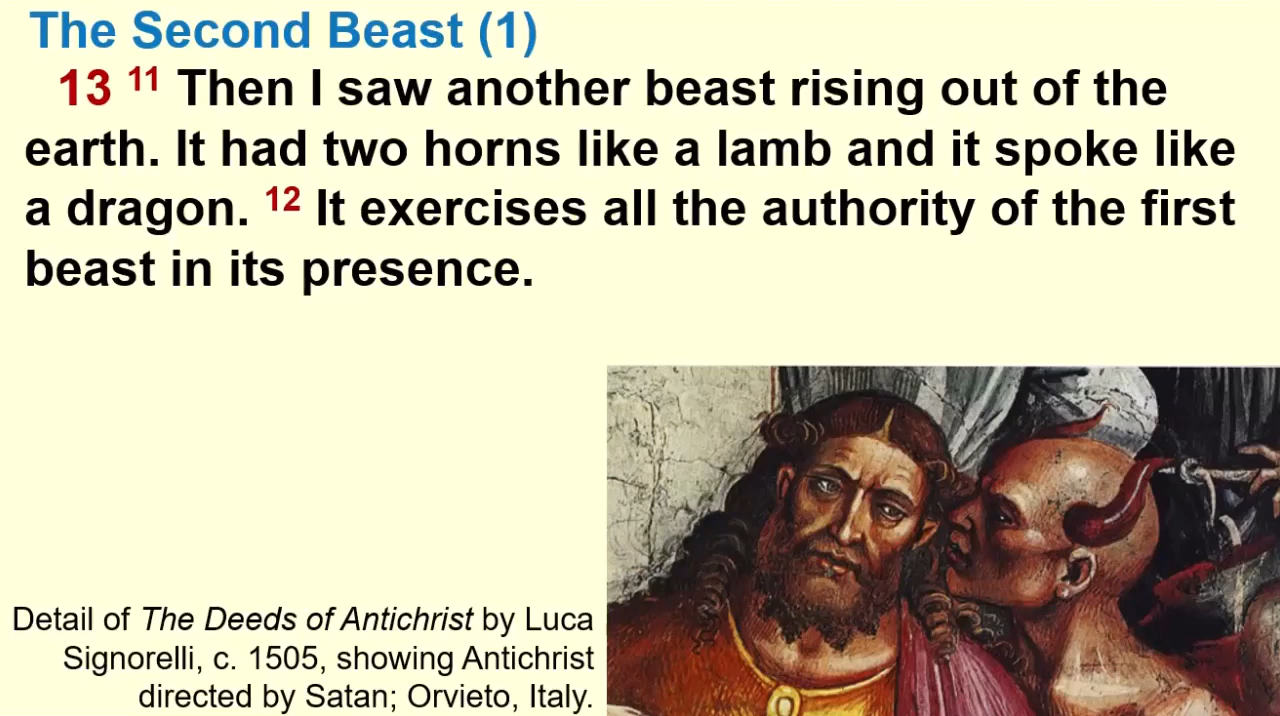 The Second Beast (1)
13 11 Then I saw another beast rising out of the
earth. It had two horns like a lamb and it spoke like
a dragon. 12 It exercises all the authority of the first
beast in its presence.
Detail of The Deeds of Antichrist by Luca
Signorelli, c. 1505, showing Antichrist
directed by Satan; Orvieto, Italy.